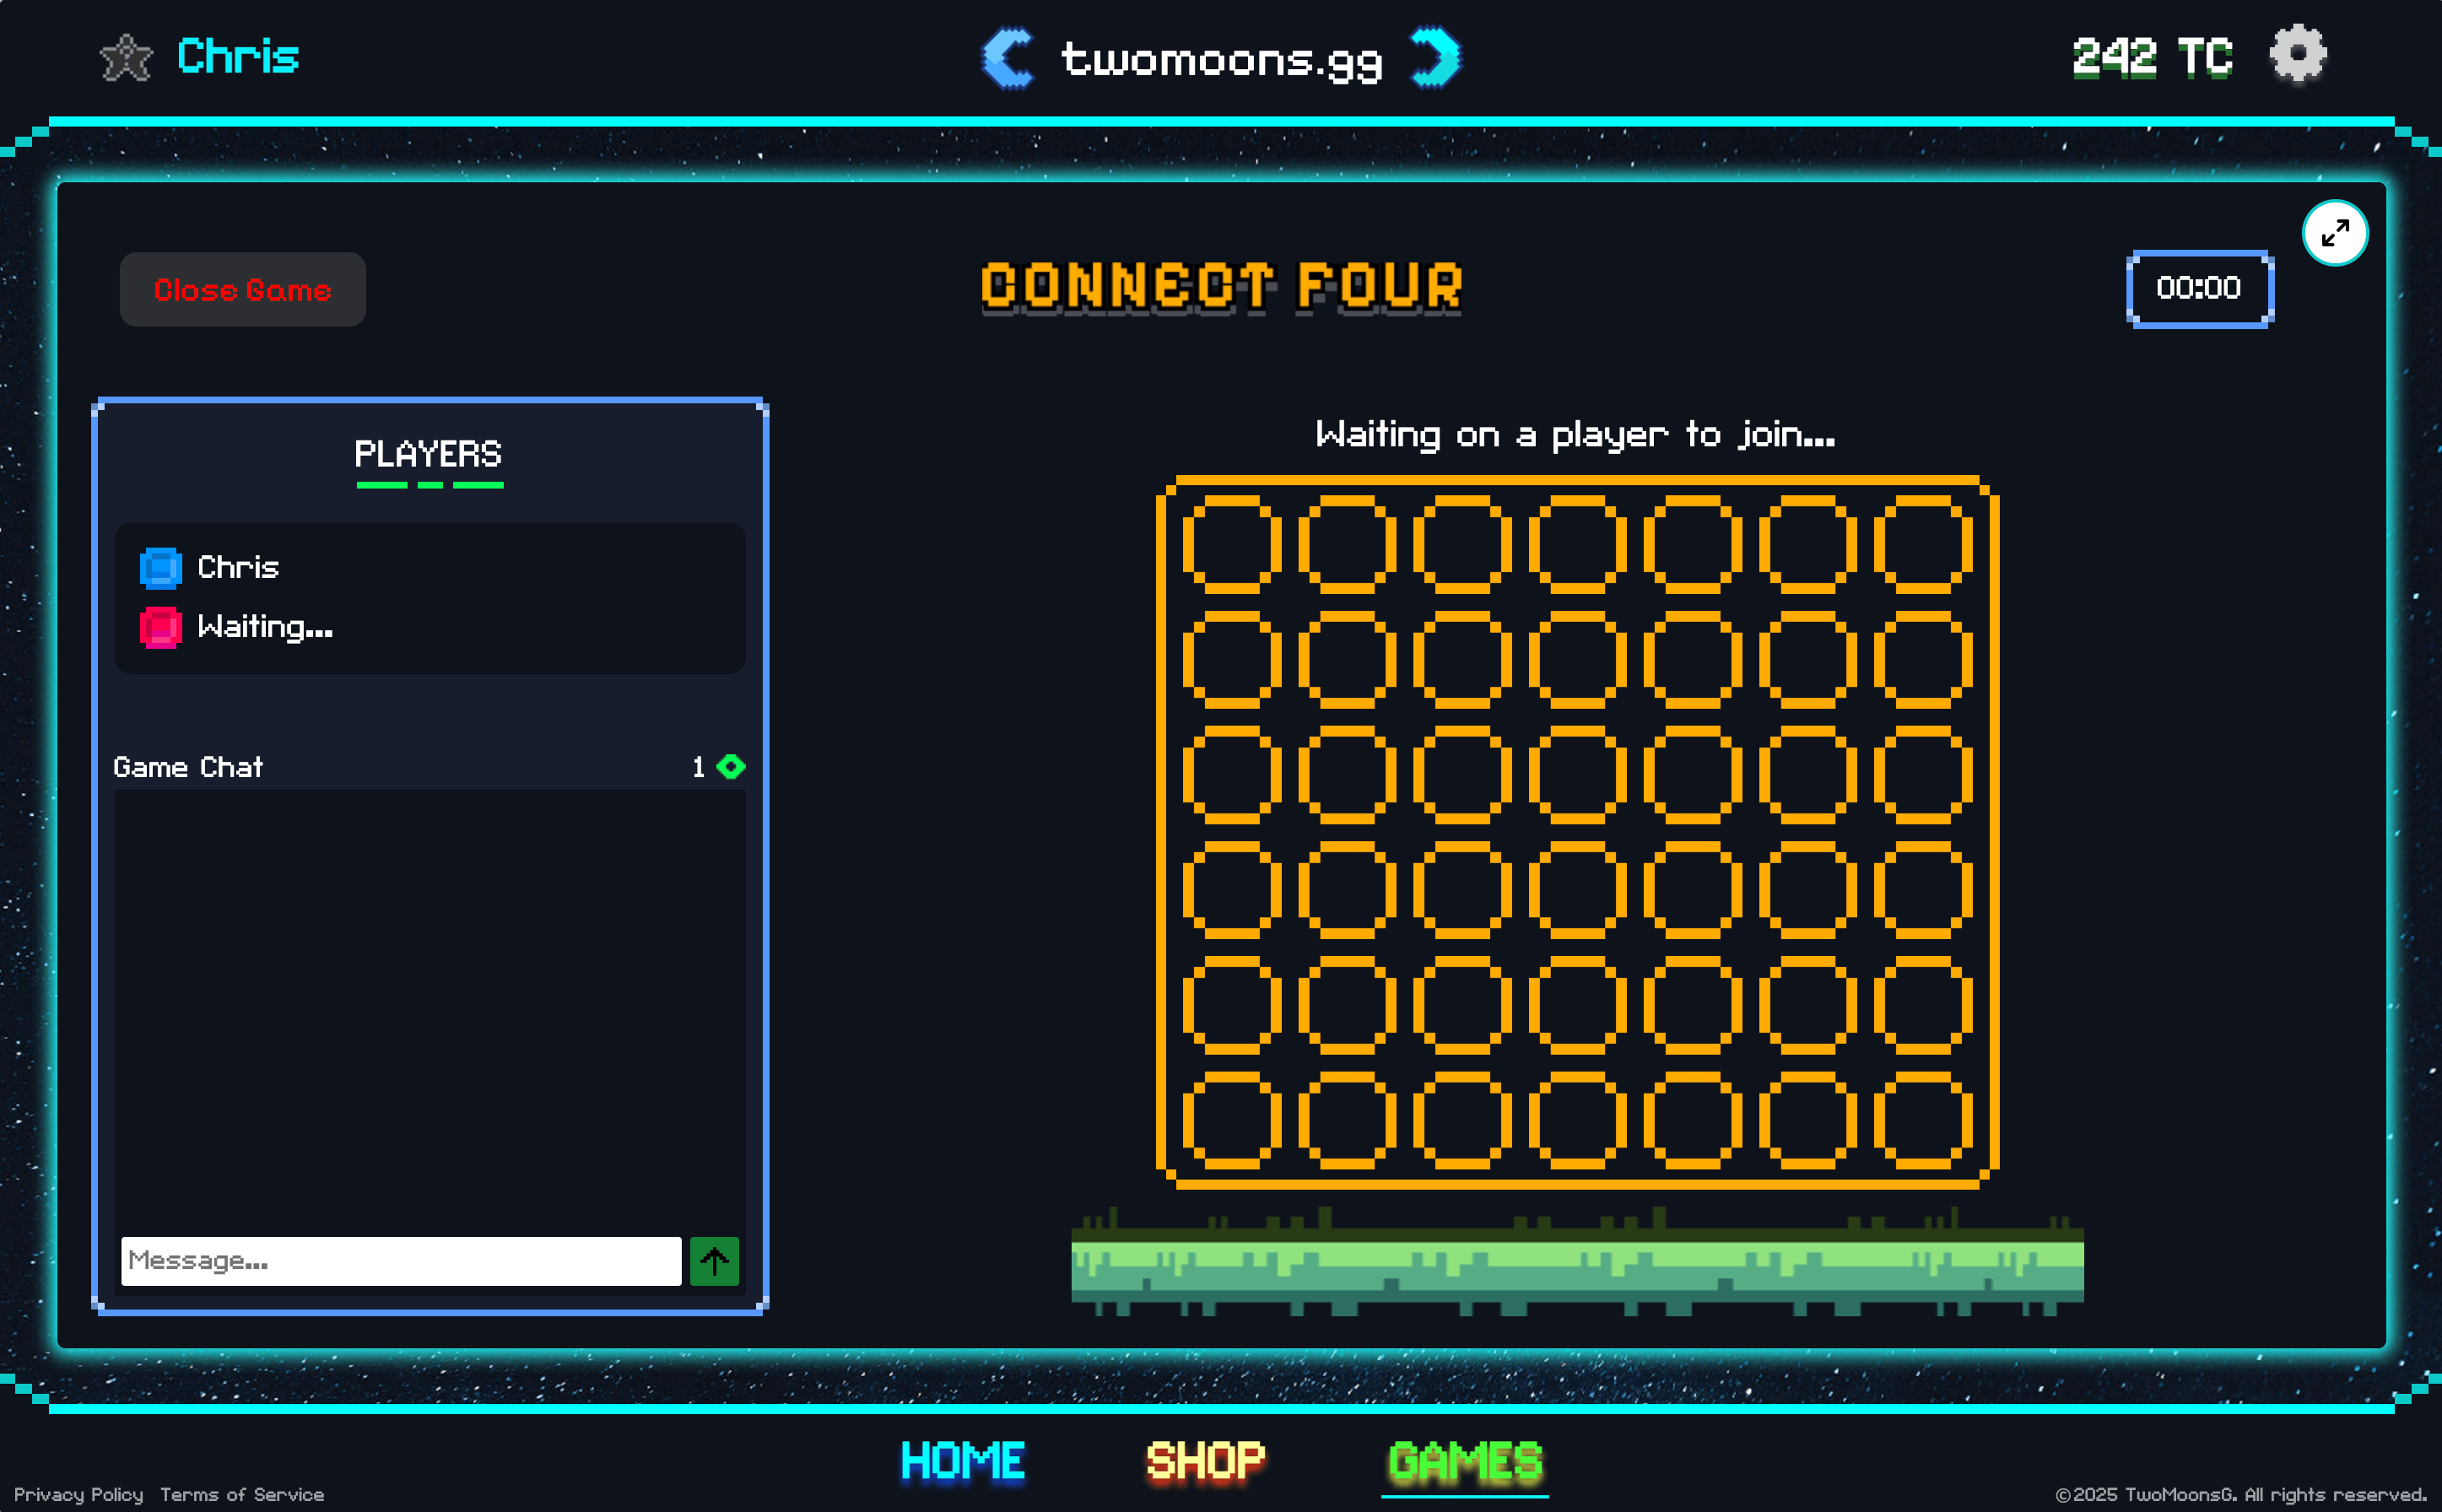 Chris
twomoons.gg
242 TC
Close Game
CONNECT FOUR
00:00
PLAYERS
Chris
Waiting...
Game Chat 1
Message...
Waiting on a player to join...
HOME SHOP GAMES
Privacy Policy Terms of Service
©2025 TwoMoonsG. All rights reserved.